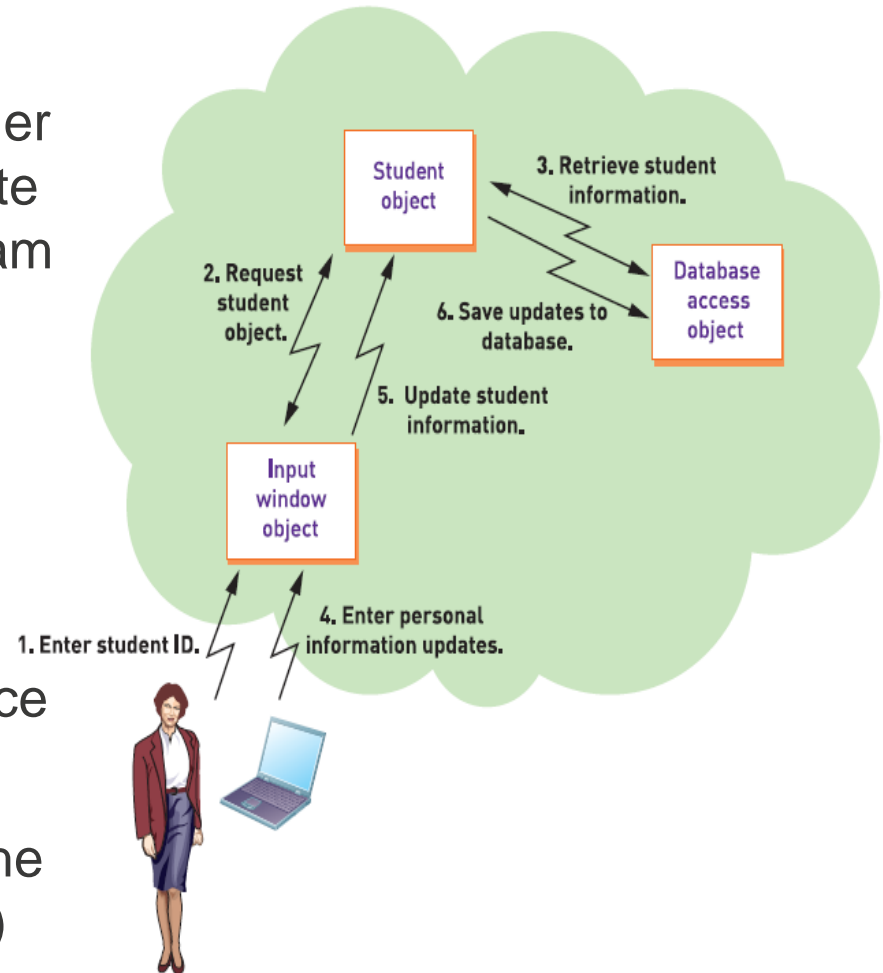 er
te
am
ce
ne
)
Student
object
3. Retrieve student
information.
2. Request
student
object.
Database
access
object
6. Save updates to
database.
5. Update student
information.
Input
window
object
1. Enter student ID.
4. Enter personal
information updates.